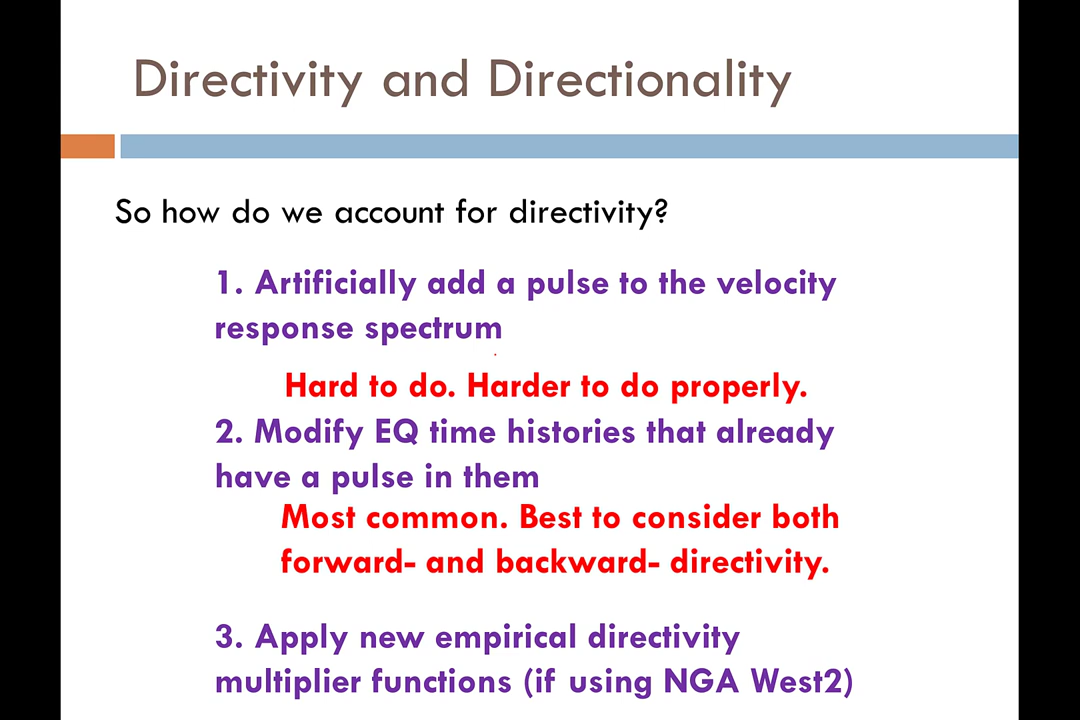 Directivity and Directionality
So how do we account for directivity?
1. Artificially add a pulse to the velocity
response spectrum
Hard to do. Harder to do properly.
2. Modify EQ time histories that already
have a pulse in them
Most common. Best to consider both
forward- and backward- directivity.
3. Apply new empirical directivity
multiplier functions (if using NGA West2)